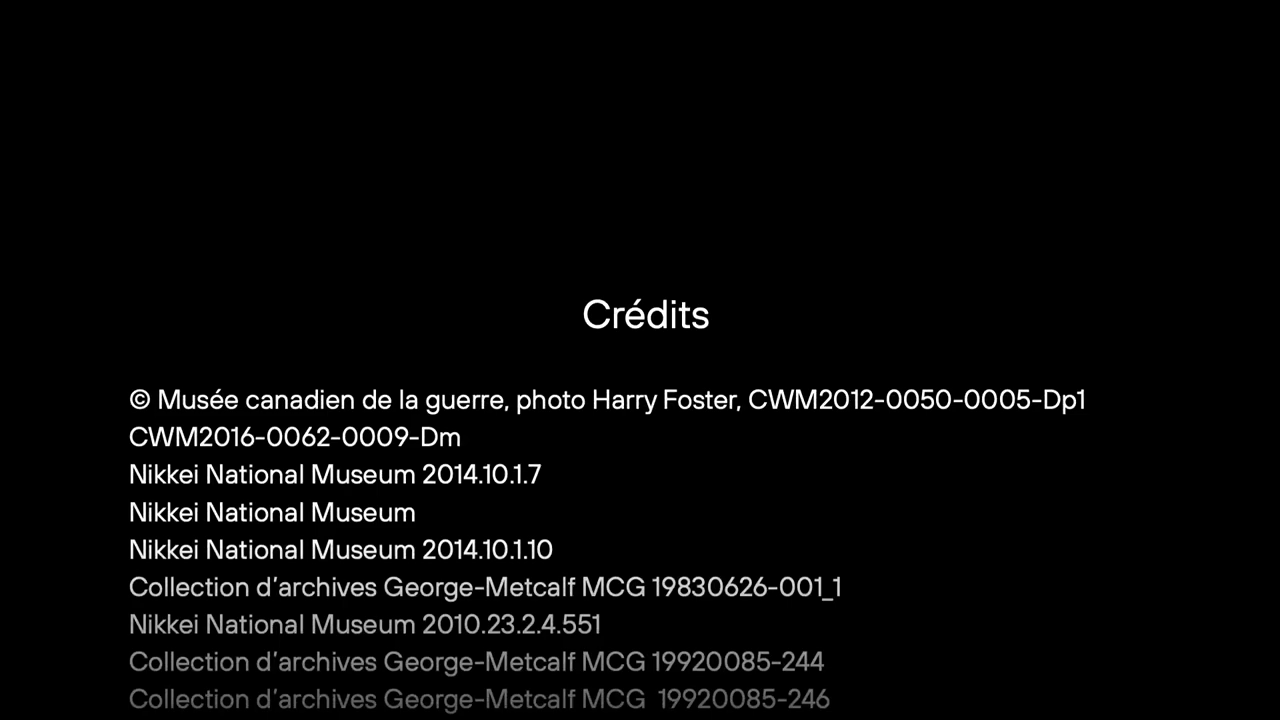 Crédits
© Musée canadien de la guerre, photo Harry Foster, CWM2012-0050-0005-Dp1
CWM2016-0062-0009-Dm
Nikkei National Museum 2014.10.1.7
Nikkei National Museum
Nikkei National Museum 2014.10.1.10
Collection d’archives George-Metcalf MCG 19830626-001_1
Nikkei National Museum 2010.23.2.4.551
Collection d’archives George-Metcalf MCG 19920085-244
Collection d’archives George-Metcalf MCG  19920085-246